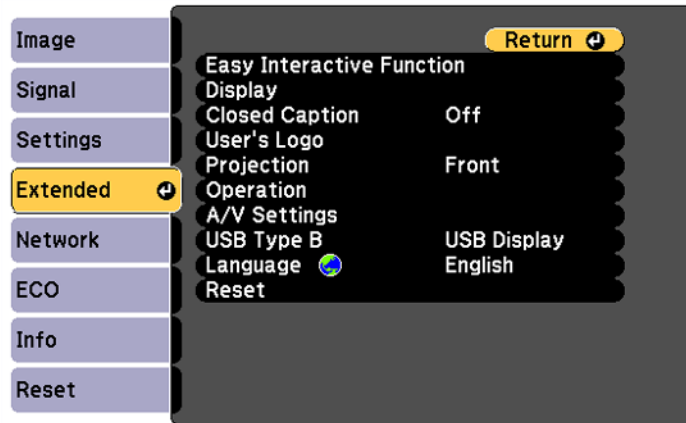 Image
Signal
Settings
Extended
Network
ECO
Info
Reset
Return
Easy Interactive Function
Display
Closed Caption Off
User's Logo
Projection Front
Operation
A/V Settings
USB Type B USB Display
Language English
Reset